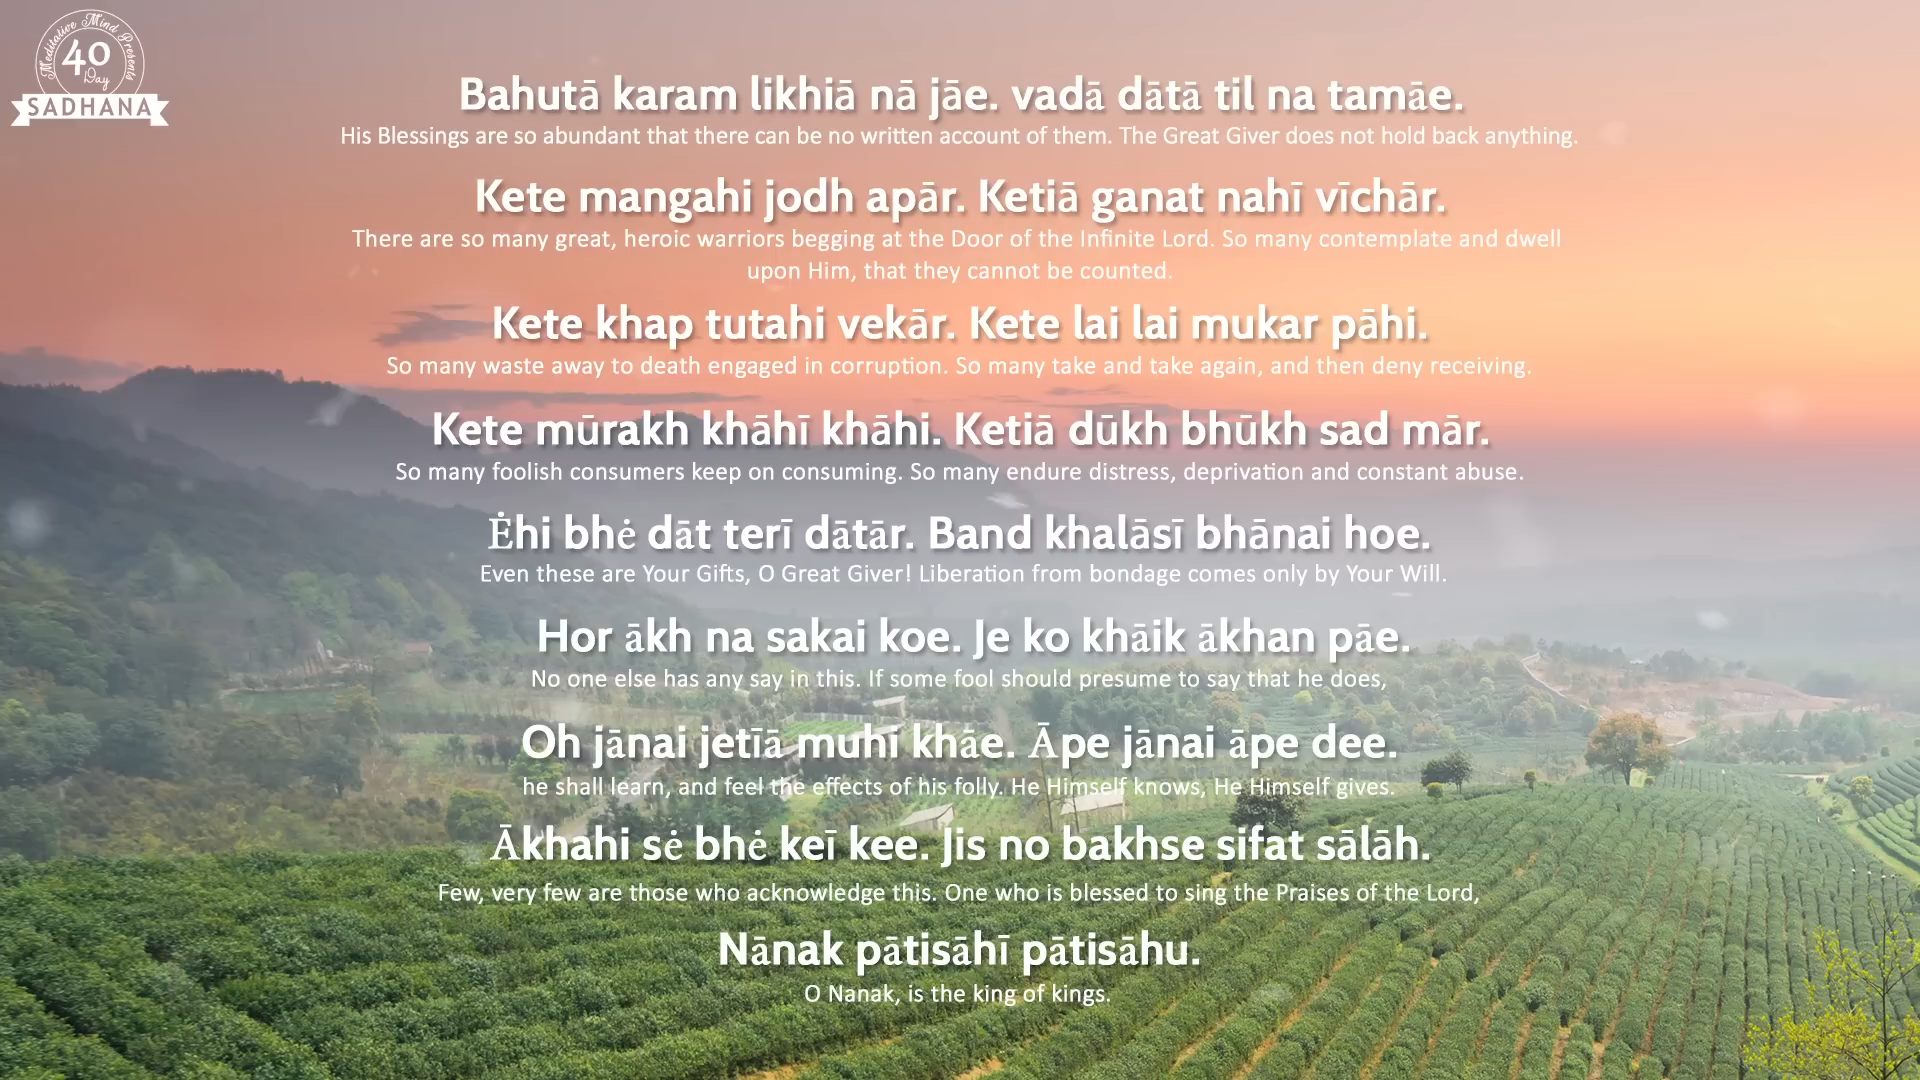 Meditative Mind Presents
40
Day
SADHANA
Bahutā karam likhiā nā jāe. vadā dātā til na tamāe.
His Blessings are so abundant that there can be no written account of them. The Great Giver does not hold back anything.
Kete mangahi jodh apār. Ketiā ganat nahī vīchār.
There are so many great, heroic warriors begging at the Door of the Infinite Lord. So many contemplate and dwell
upon Him, that they cannot be counted.
Kete khap tutahi vekār. Kete lai lai mukar pāhi.
So many waste away to death engaged in corruption. So many take and take again, and then deny receiving.
Kete mūrakh khāhī khāhi. Ketiā dūkh bhūkh sad mār.
So many foolish consumers keep on consuming. So many endure distress, deprivation and constant abuse.
Ėhi bhė dāt terī dātār. Band khalāsī bhānai hoe.
Even these are Your Gifts, O Great Giver! Liberation from bondage comes only by Your Will.
Hor ākh na sakai koe. Je ko khāik ākhan pāe.
No one else has any say in this. If some fool should presume to say that he does,
Oh jānai jetīā muhī khāe. Āpe jānai āpe dee.
he shall learn, and feel the effects of his folly. He Himself knows, He Himself gives.
Ākhahi sė bhė keī kee. Jis no bakhse sifat sālāh.
Few, very few are those who acknowledge this. One who is blessed to sing the Praises of the Lord,
Nānak pātisāhī pātisāhu.
O Nanak, is the king of kings.